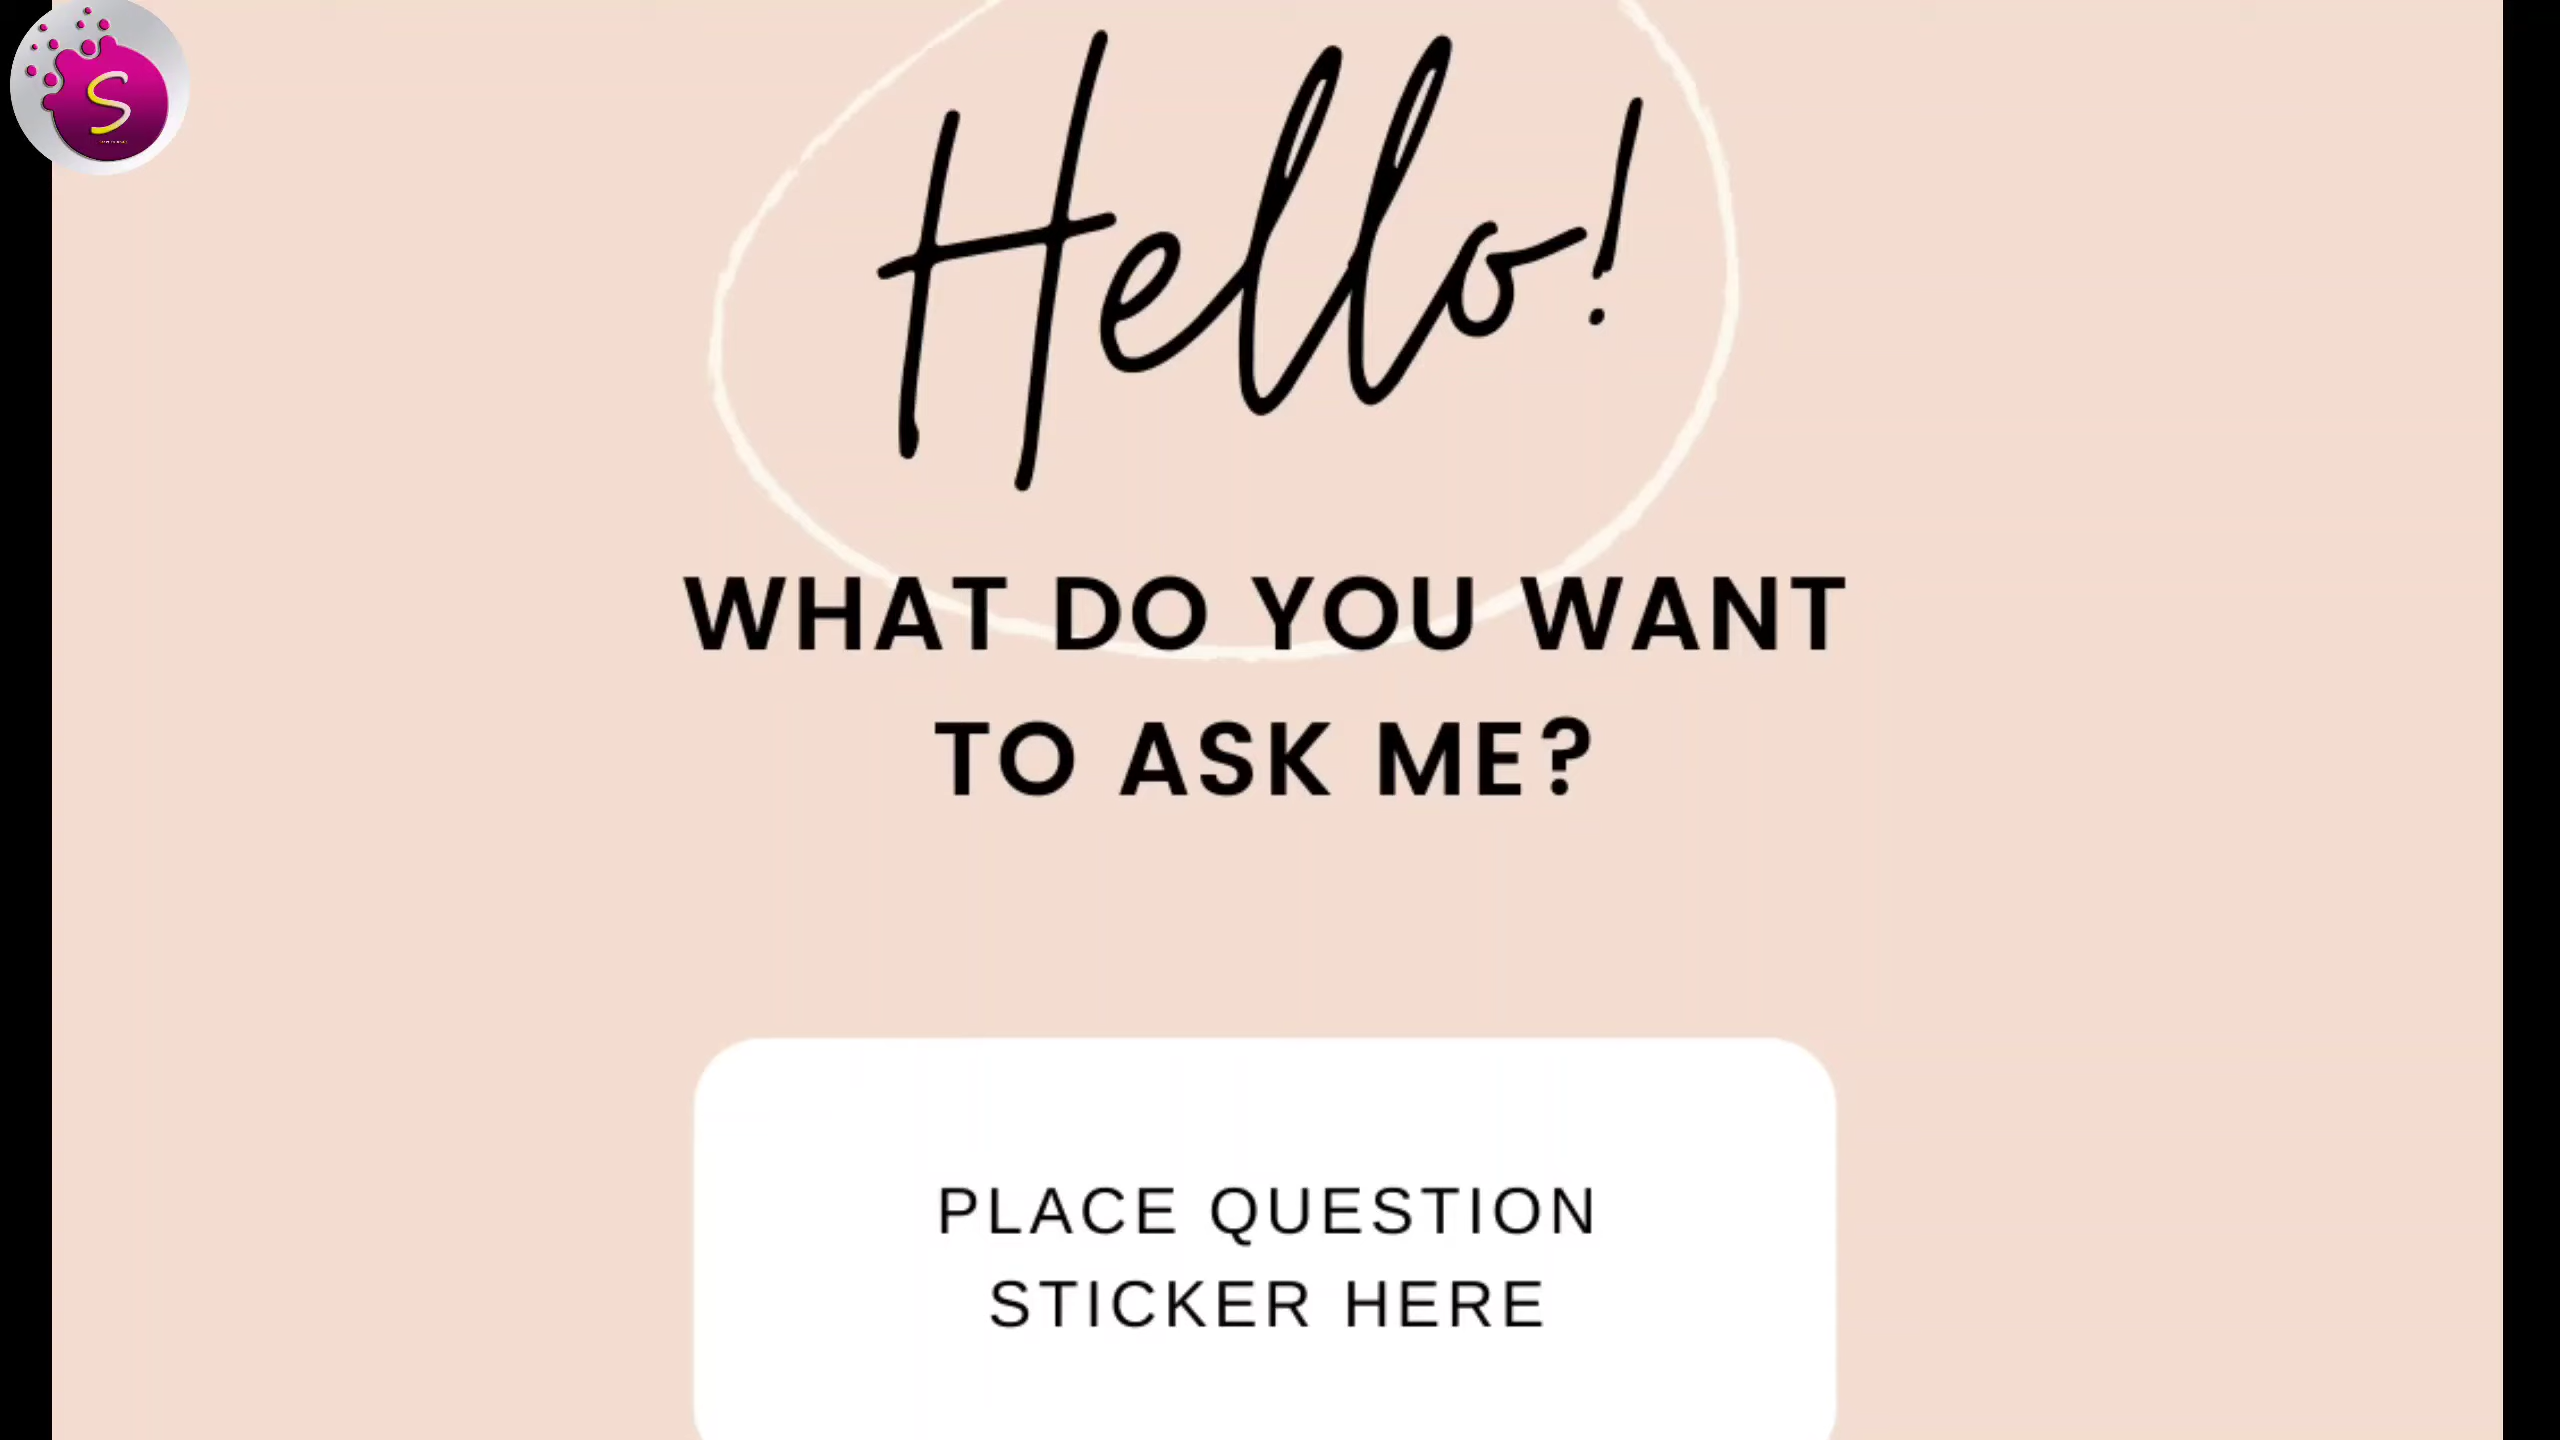 S
Hello!
WHAT DO YOU WANT
TO ASK ME?
PLACE QUESTION
STICKER HERE